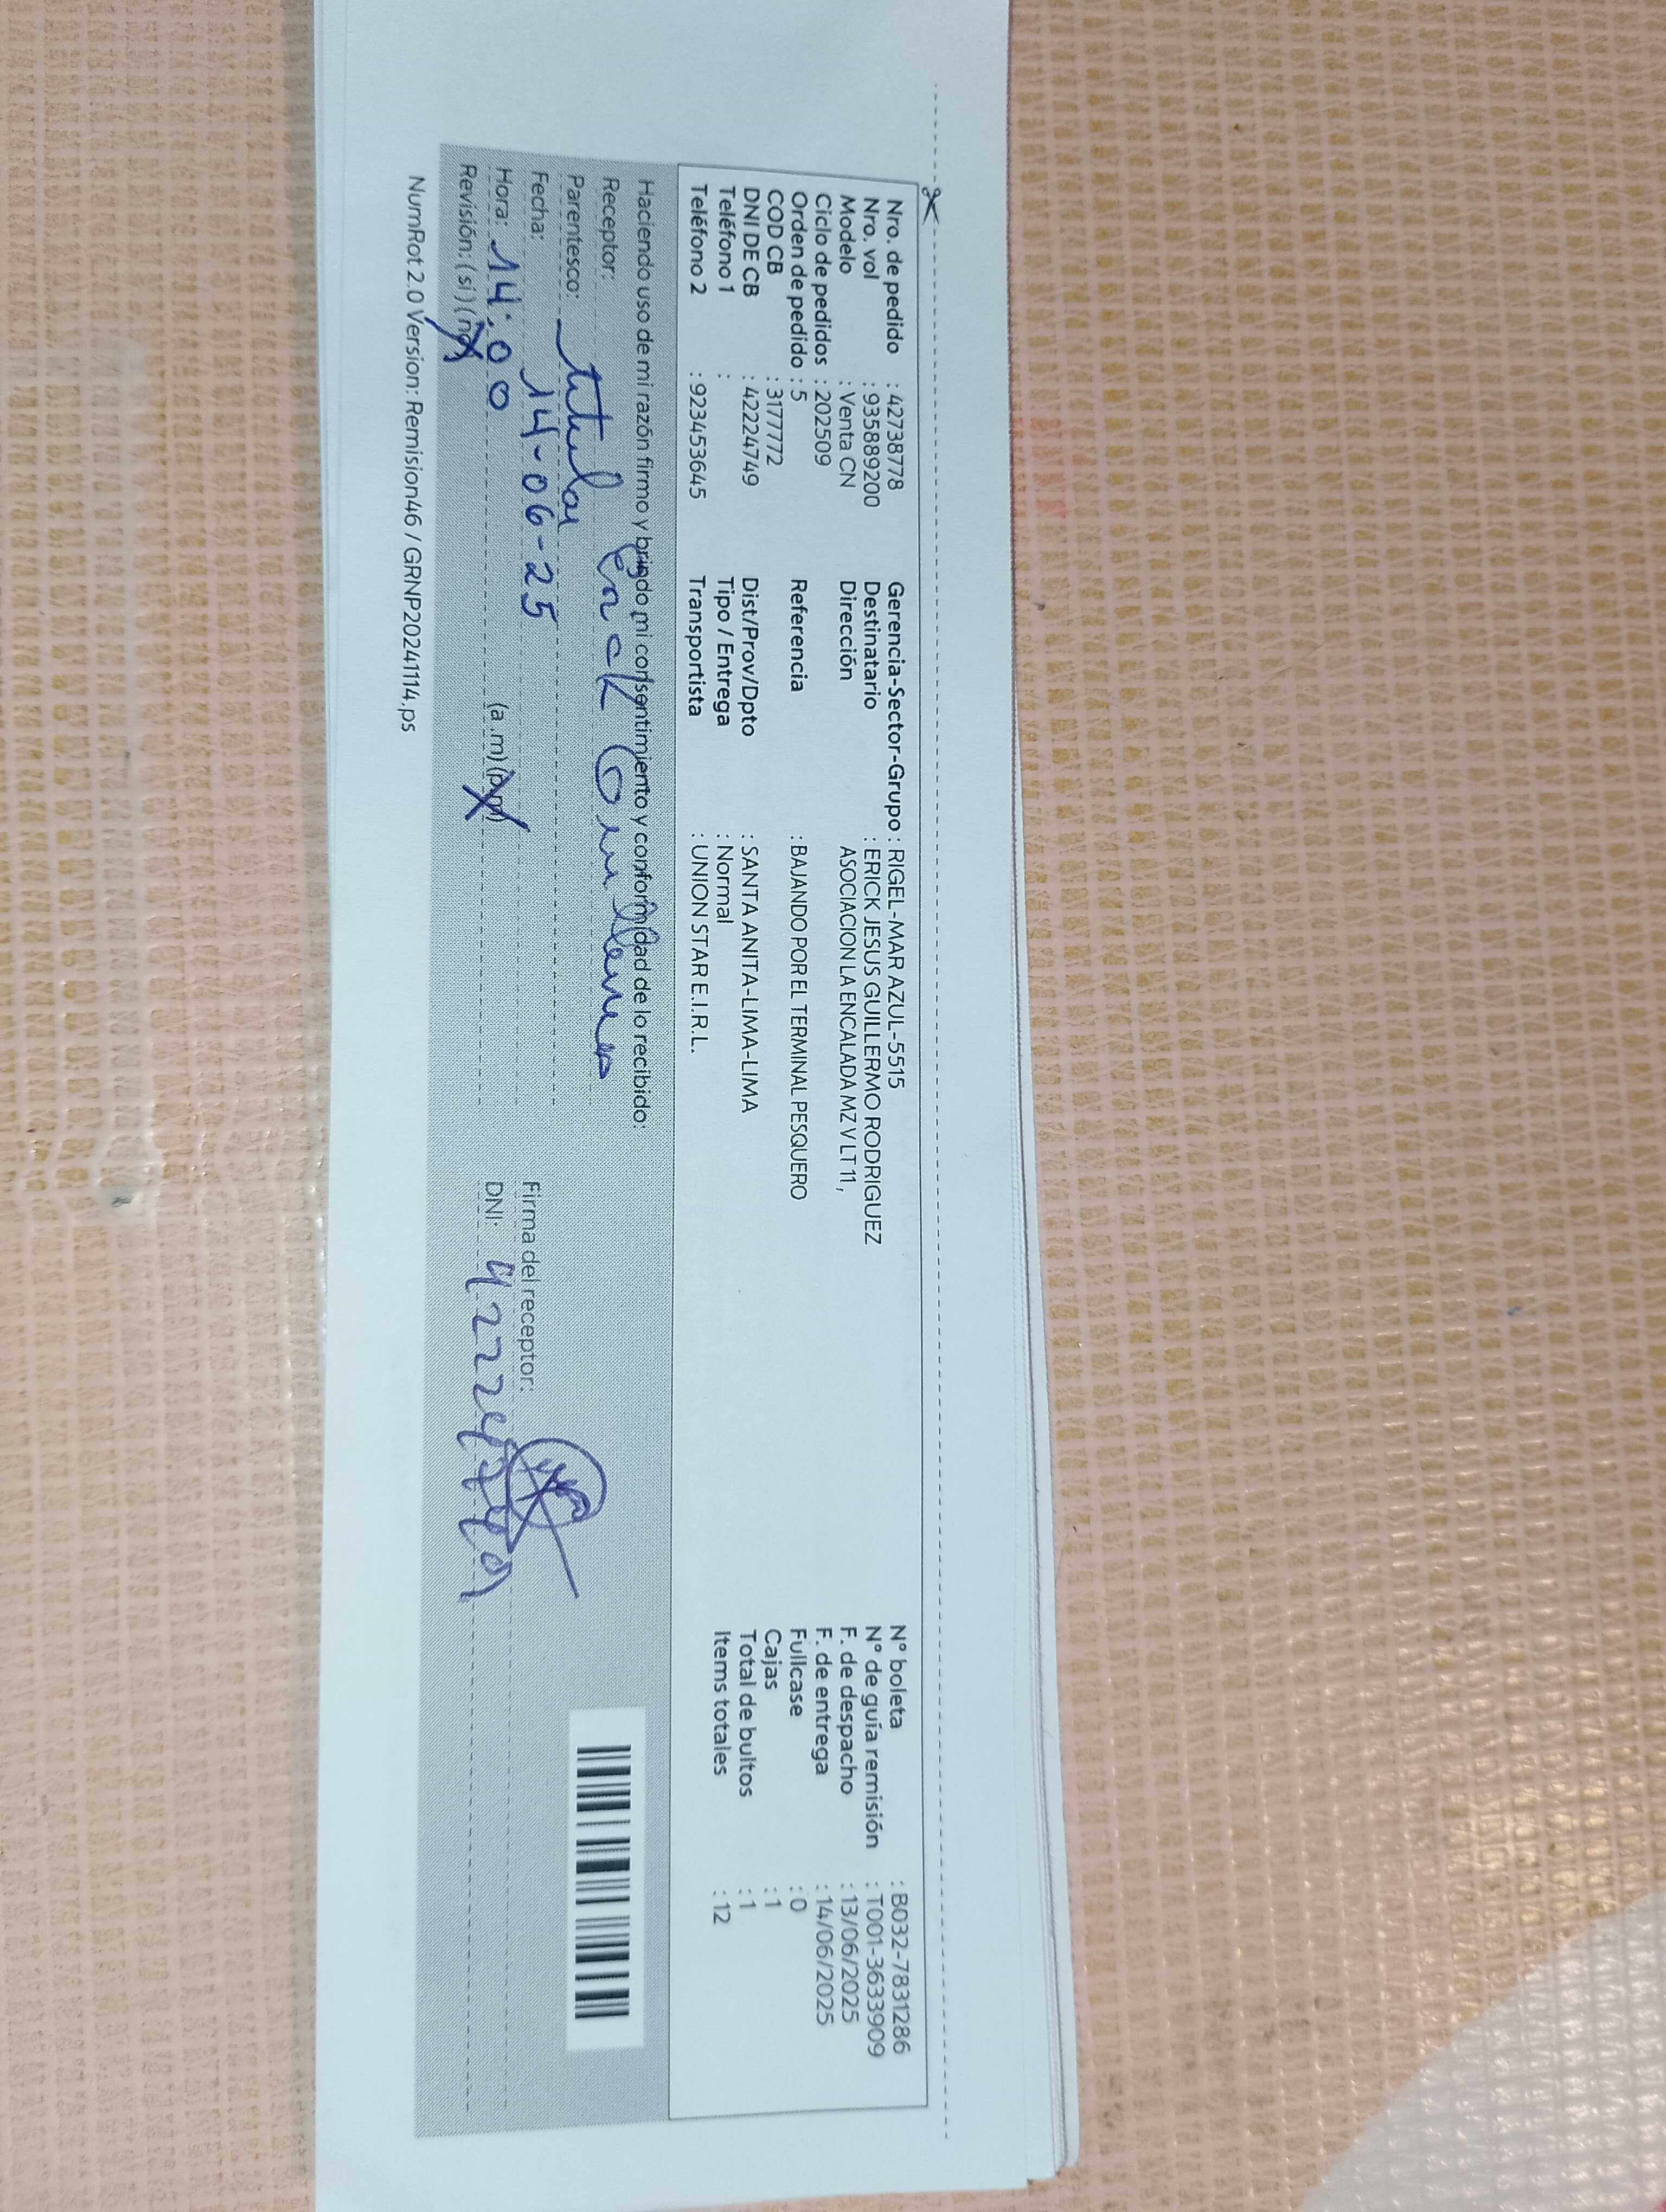 Nro. de pedido : 42738778
Nro. vol : 935889200
Modelo : Venta CN
Ciclo de pedidos : 202509
Orden de pedido : 5
COD CB : 3177772
DNI DE CB : 42224749
Teléfono 1 :
Teléfono 2 : 923453645
Gerencia-Sector-Grupo : RIGEL-MAR AZUL-5515
Destinatario : ERICK JESUS GUILLERMO RODRIGUEZ
Dirección ASOCIACION LA ENCALADA MZ V LT 11,
Referencia : BAJANDO POR EL TERMINAL PESQUERO
Dist/Prov/Dpto : SANTA ANITA-LIMA-LIMA
Tipo / Entrega : Normal
Transportista : UNION STAR E.I.R.L.
N° boleta : B032-7831286
N° de guía remisión : T001-3633909
F. de despacho : 13/06/2025
F. de entrega : 14/06/2025
Fullcase : 0
Cajas : 1
Total de bultos : 1
Items totales : 12
Haciendo uso de mi razón firmo y brindo mi consentimiento y conformidad de lo recibido:
Receptor:
Parentesco: titular
Fecha: 14-06-25
Hora: 14:00 (a.m) (p.m)
Revisión: (sí) (no)
Firma del receptor:
DNI: 42224749
NumRot 2.0 Version: Remision46 / GRNP20241114.ps